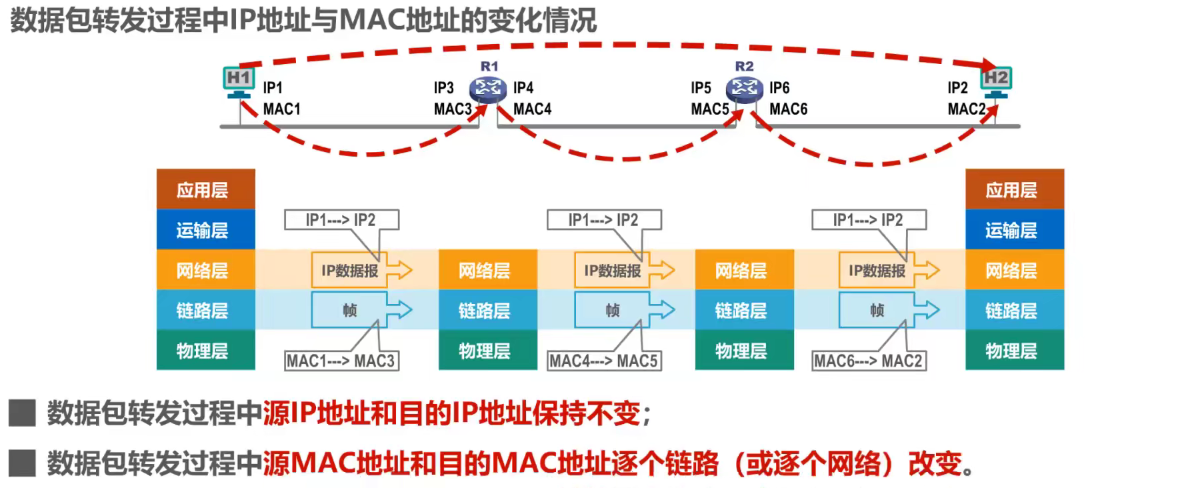 数据包转发过程中IP地址与MAC地址的变化情况
R1 R2
H1 IP1 IP3 IP4 IP5 IP6 IP2 H2
MAC1 MAC3 MAC4 MAC5 MAC6 MAC2
应用层 应用层
运输层 IP1---> IP2 IP1---> IP2 IP1---> IP2 运输层
网络层 IP数据报 网络层 IP数据报 网络层 IP数据报 网络层
链路层 帧 链路层 帧 链路层 帧 链路层
物理层 MAC1---> MAC3 物理层 MAC4---> MAC5 物理层 MAC6---> MAC2 物理层
数据包转发过程中源IP地址和目的IP地址保持不变;
数据包转发过程中源MAC地址和目的MAC地址逐个链路（或逐个网络）改变。